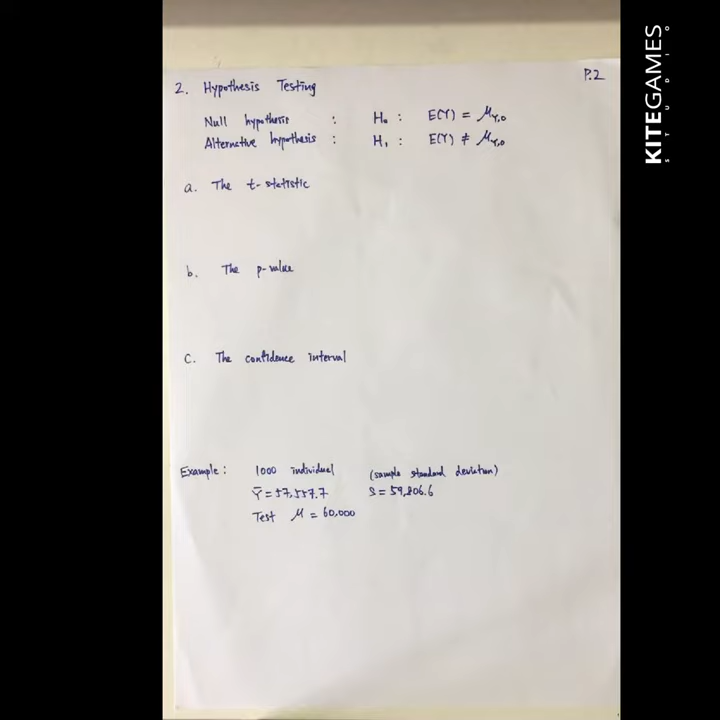 P.2
2. Hypothesis Testing
Null hypothesis : H₀ : E(Y) = μY,0
Alternative hypothesis : H₁ : E(Y) ≠ μY,0
a. The t-statistic
b. The p-value
c. The confidence interval
Example: 1000 individual (sample standard deviation)
Ȳ = 57,557.7 S = 59,806.6
Test μ = 60,000
KITEGAMES
STUDIO